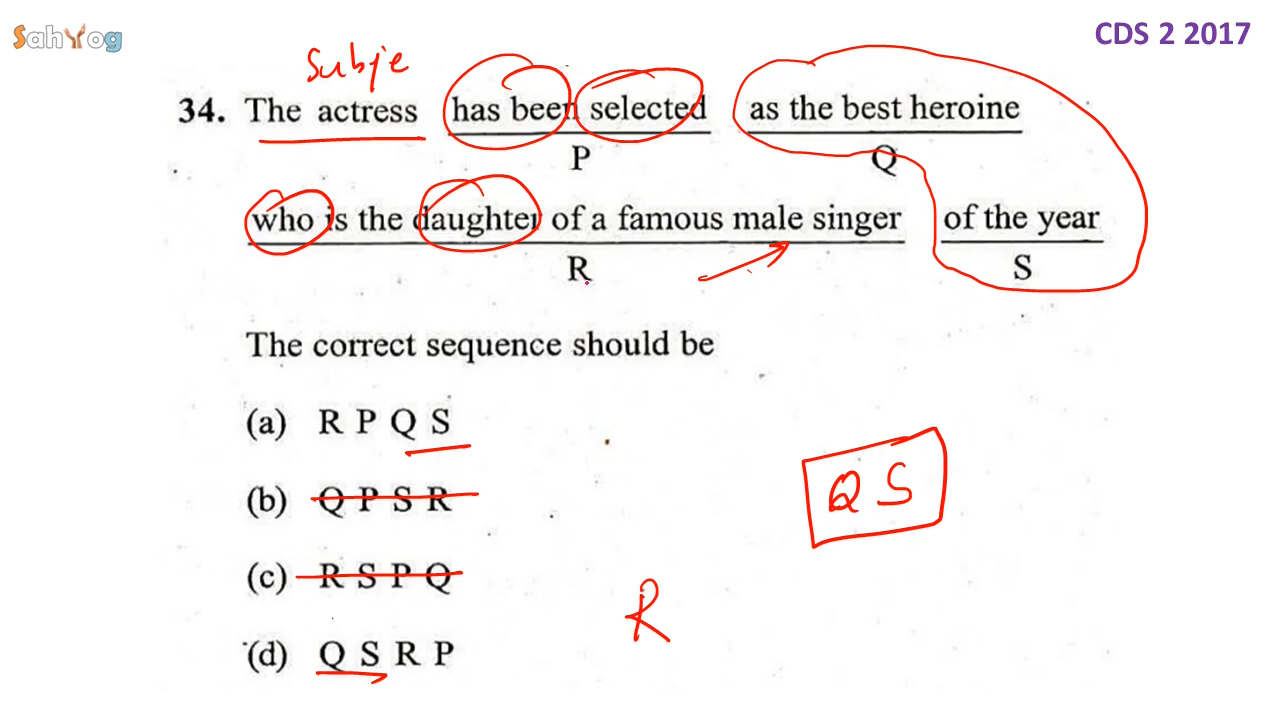 SahYog
CDS 2 2017
Subje
34. The actress has been selected as the best heroine
P Q
who is the daughter of a famous male singer of the year
R S
The correct sequence should be
(a) R P Q S
(b) Q P S R
(c) R S P Q
(d) Q S R P
Q S
R